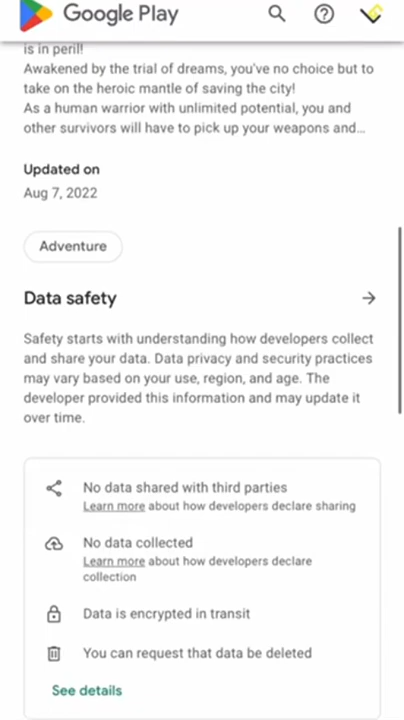 Google Play
is in peril!
Awakened by the trial of dreams, you've no choice but to
take on the heroic mantle of saving the city!
As a human warrior with unlimited potential, you and
other survivors will have to pick up your weapons and...
Updated on
Aug 7, 2022
Adventure
Data safety
Safety starts with understanding how developers collect
and share your data. Data privacy and security practices
may vary based on your use, region, and age. The
developer provided this information and may update it
over time.
No data shared with third parties
Learn more about how developers declare sharing
No data collected
Learn more about how developers declare
collection
Data is encrypted in transit
You can request that data be deleted
See details